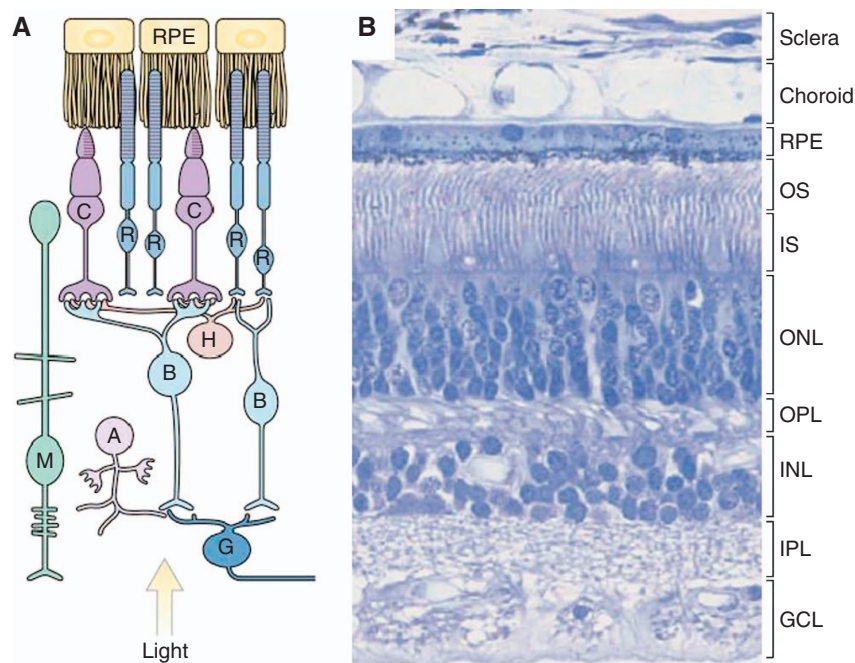 A
RPE
C
C
R
R
R
R
H
B
B
A
M
G
Light
B
Sclera
Choroid
RPE
OS
IS
ONL
OPL
INL
IPL
GCL